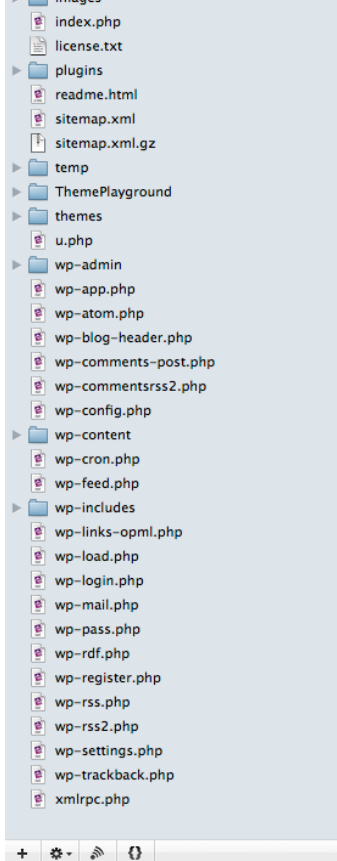 images
index.php
license.txt
plugins
readme.html
sitemap.xml
sitemap.xml.gz
temp
ThemePlayground
themes
u.php
wp-admin
wp-app.php
wp-atom.php
wp-blog-header.php
wp-comments-post.php
wp-commentsrss2.php
wp-config.php
wp-content
wp-cron.php
wp-feed.php
wp-includes
wp-links-opml.php
wp-load.php
wp-login.php
wp-mail.php
wp-pass.php
wp-rdf.php
wp-register.php
wp-rss.php
wp-rss2.php
wp-settings.php
wp-trackback.php
xmlrpc.php